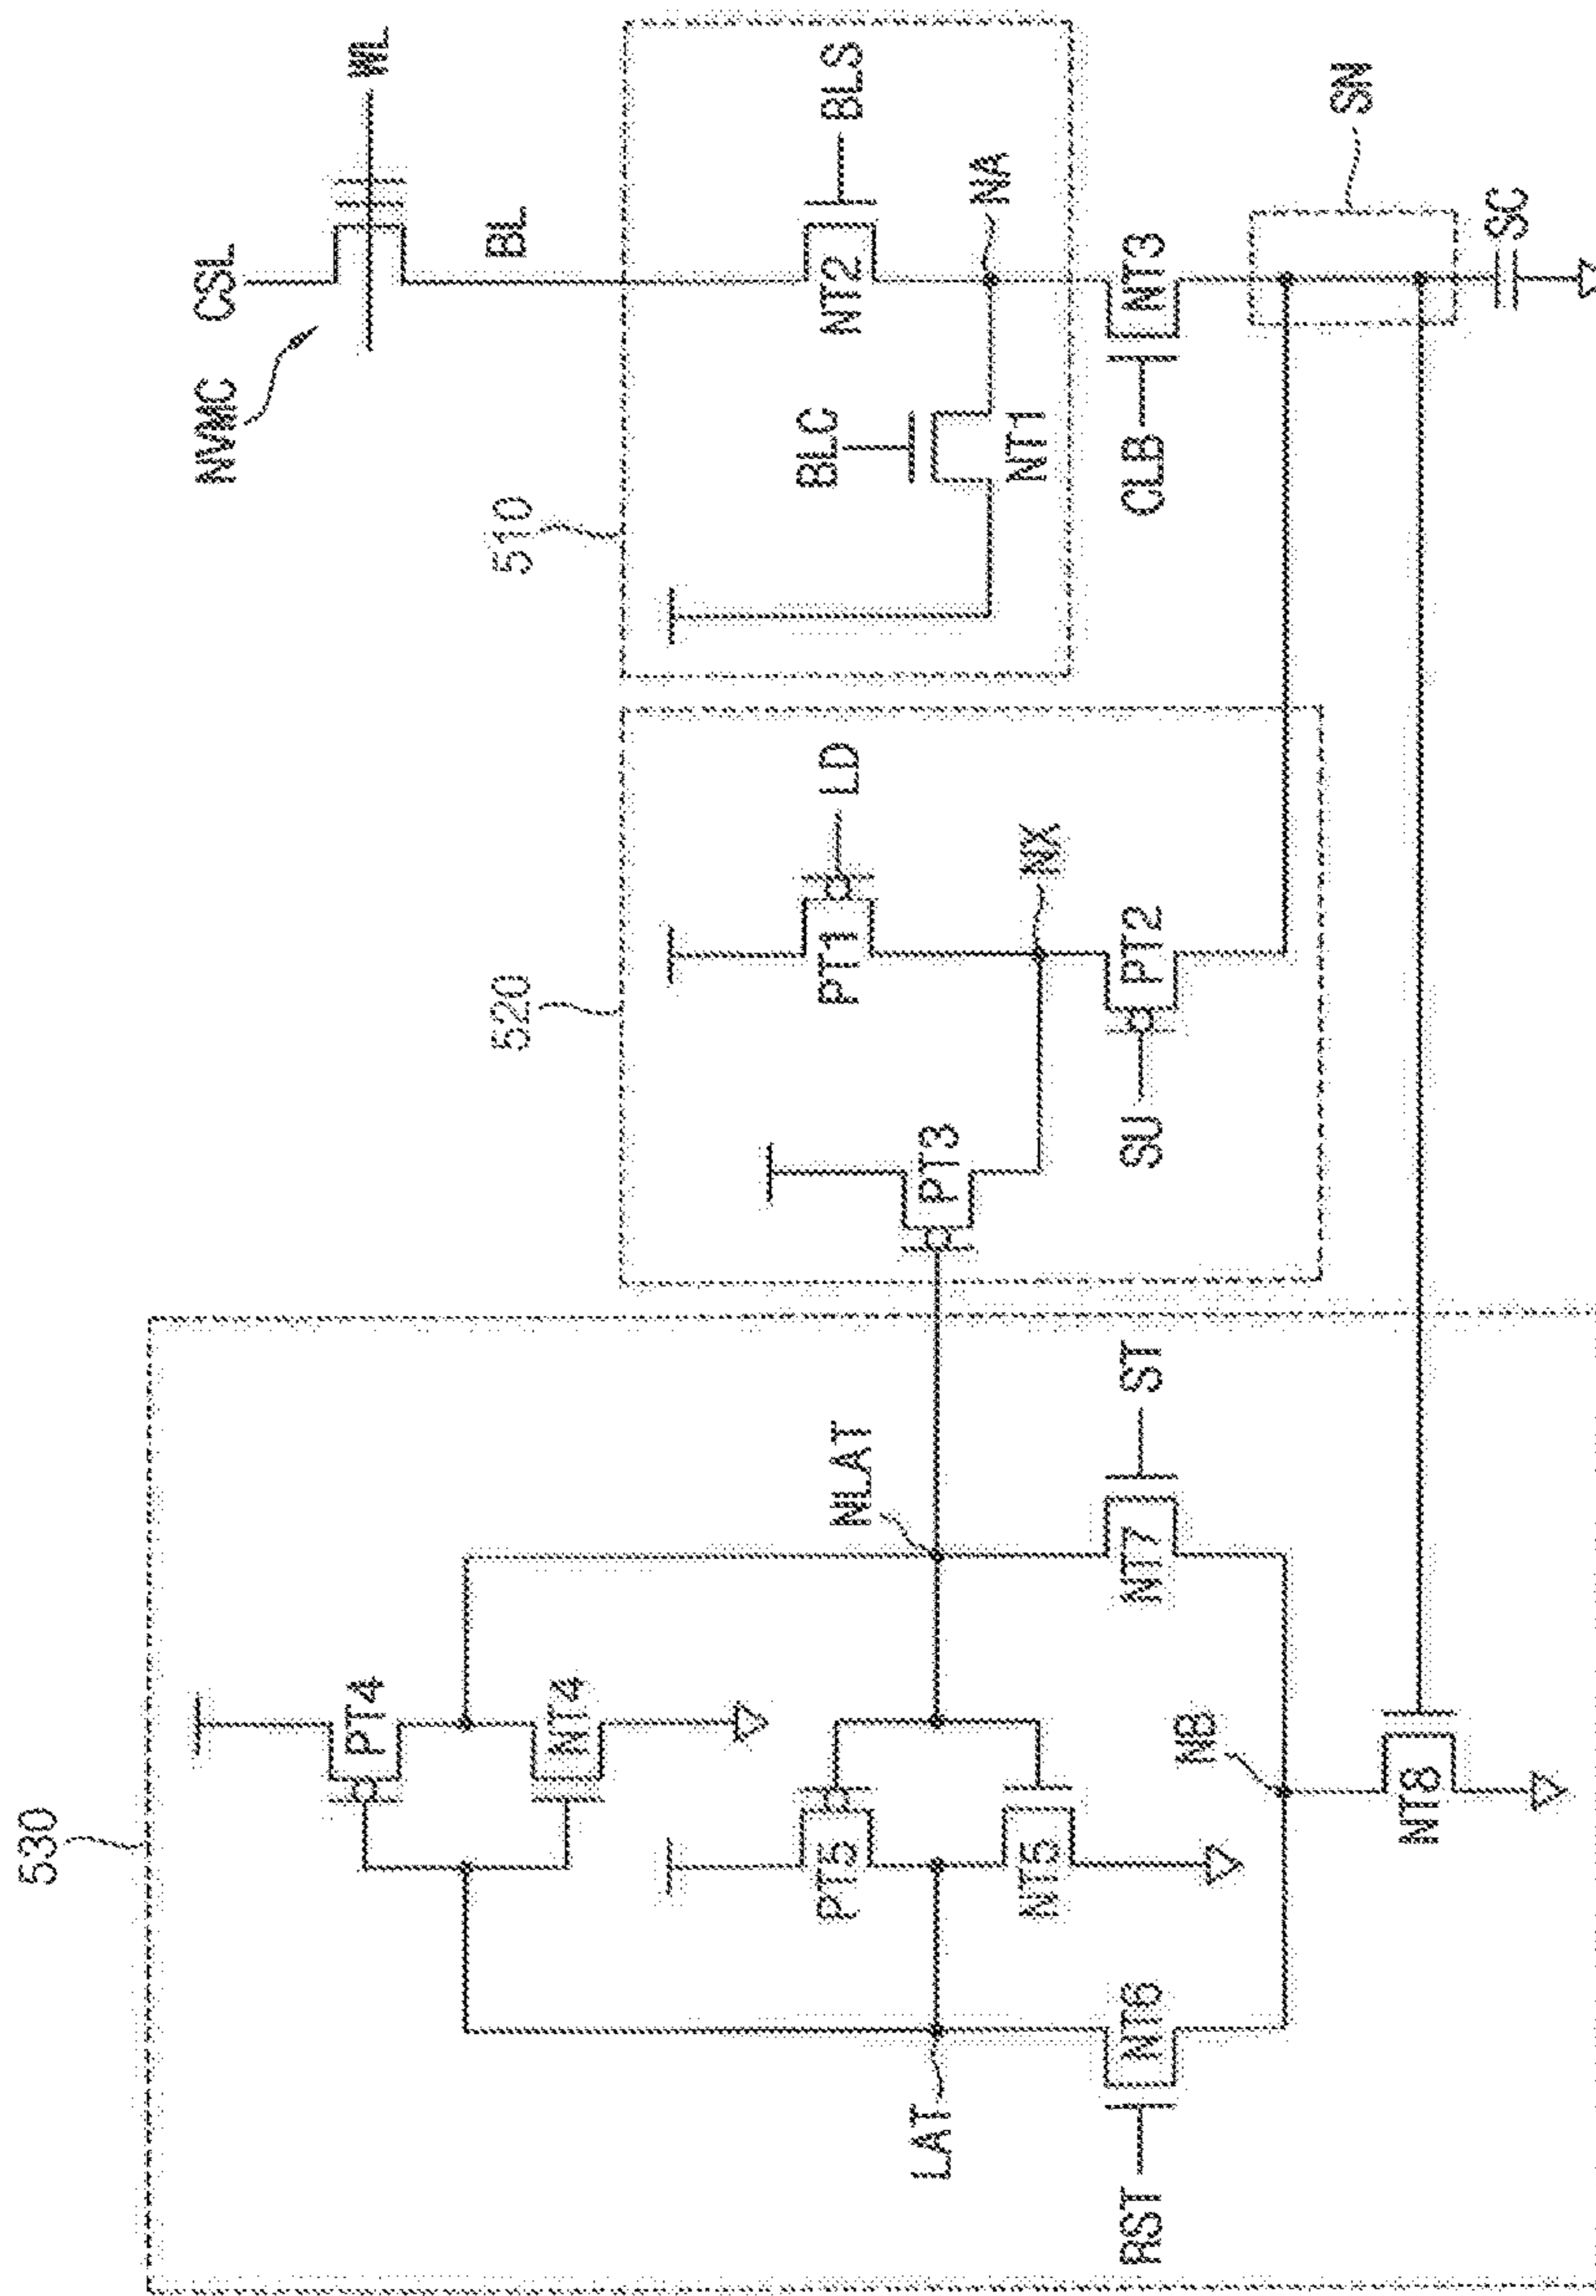 530
NVMC
CSL
PT4
WL
520
510
BL
NT4
PT5
NLAT
PT1
LD
BLC
NT2
BLS
LAT
PT3
NA
NT5
NX
NT1
RST
NT6
NT7
ST
SU
PT2
CLB
NT3
NB
SN
NT8
SC